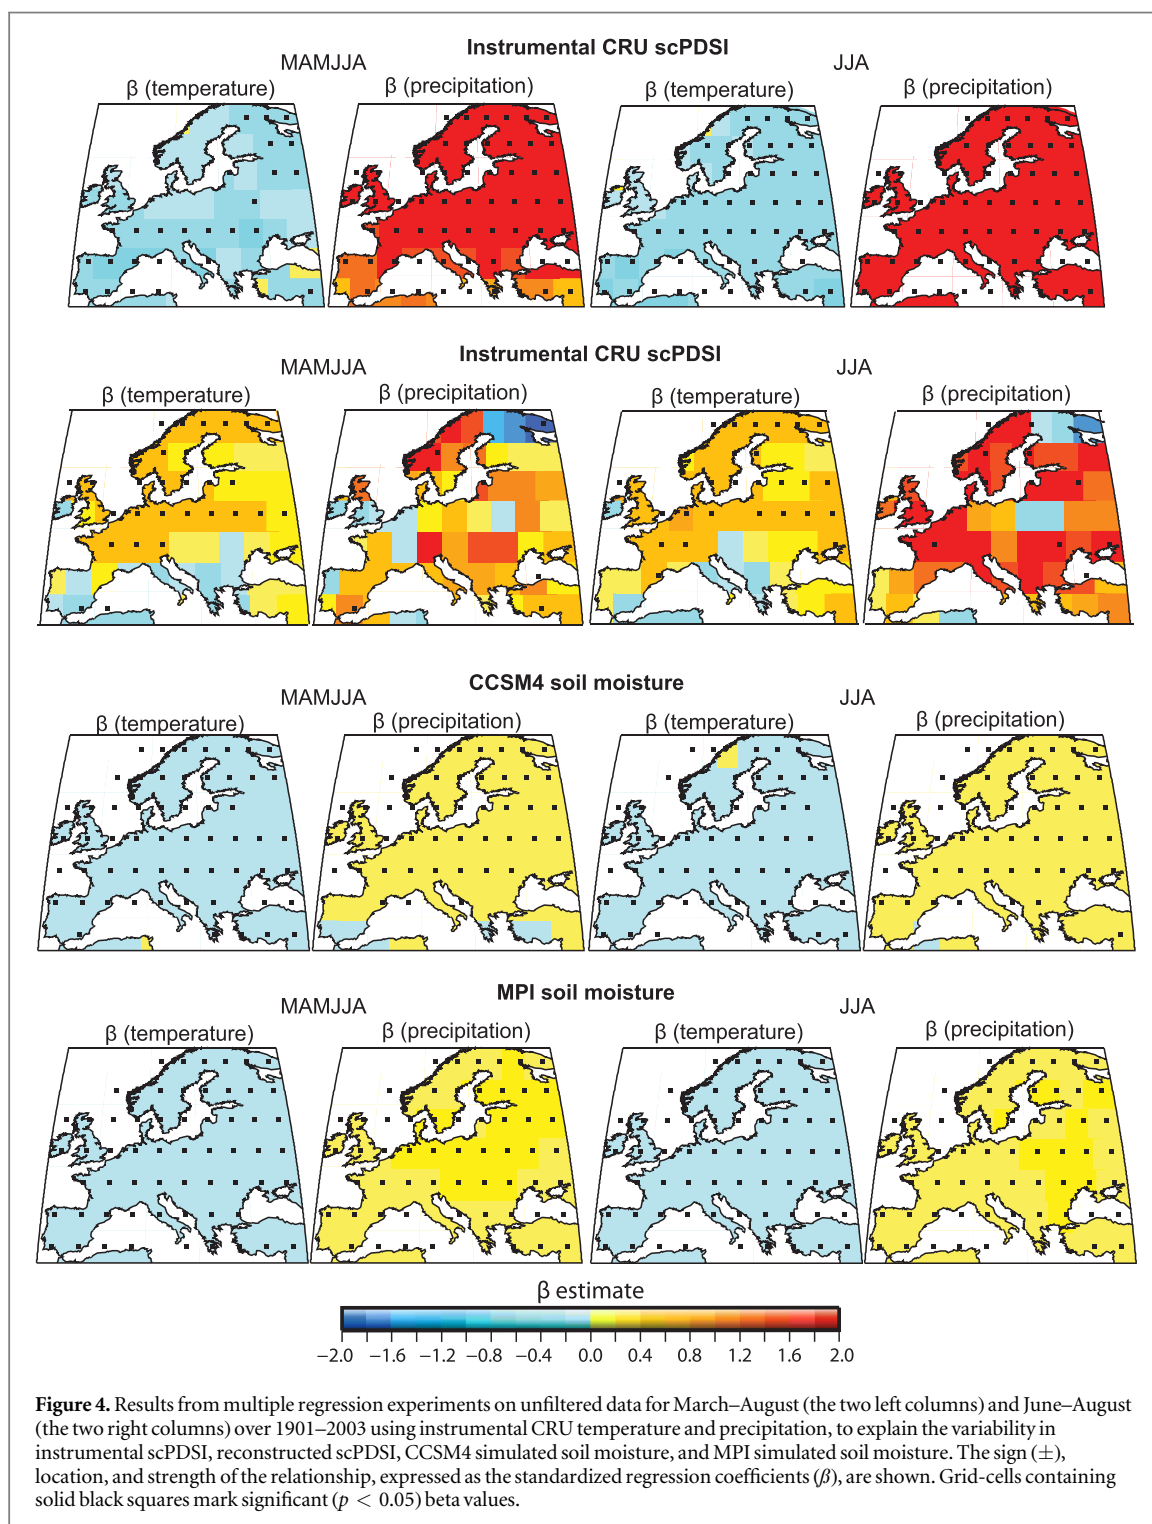 Instrumental CRU scPDSI
MAMJJA JJA
β (temperature) β (precipitation) β (temperature) β (precipitation)
Instrumental CRU scPDSI
MAMJJA JJA
β (temperature) β (precipitation) β (temperature) β (precipitation)
CCSM4 soil moisture
MAMJJA JJA
β (temperature) β (precipitation) β (temperature) β (precipitation)
MPI soil moisture
MAMJJA JJA
β (temperature) β (precipitation) β (temperature) β (precipitation)
β estimate
−2.0 −1.6 −1.2 −0.8 −0.4 0.0 0.4 0.8 1.2 1.6 2.0
Figure 4. Results from multiple regression experiments on unfiltered data for March–August (the two left columns) and June–August
(the two right columns) over 1901–2003 using instrumental CRU temperature and precipitation, to explain the variability in
instrumental scPDSI, reconstructed scPDSI, CCSM4 simulated soil moisture, and MPI simulated soil moisture. The sign (±),
location, and strength of the relationship, expressed as the standardized regression coefficients (β), are shown. Grid-cells containing
solid black squares mark significant (p < 0.05) beta values.